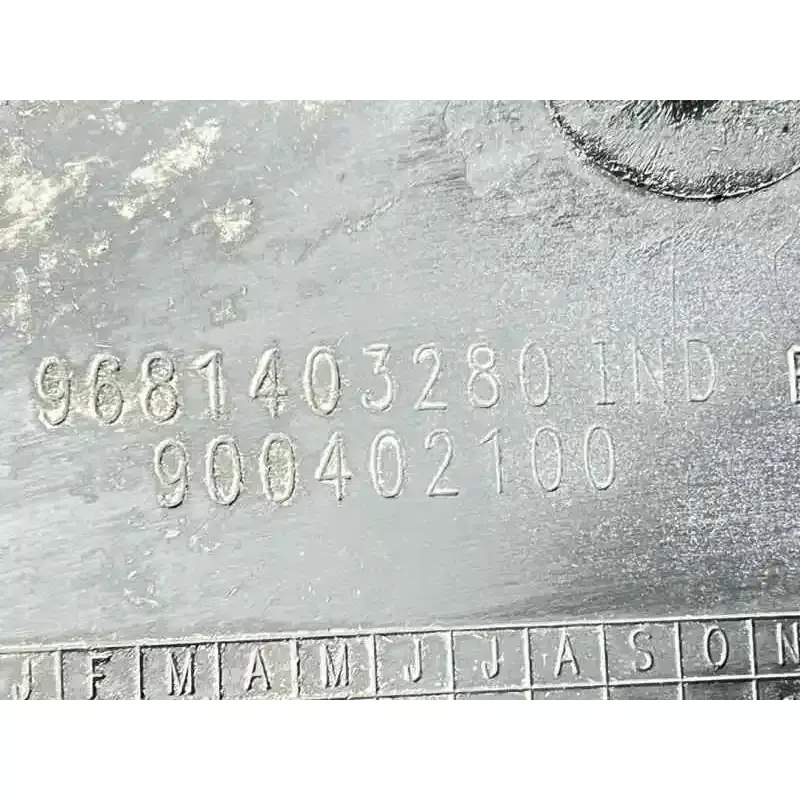 9681403280 IND
900402100
J F M A M J J A S O N